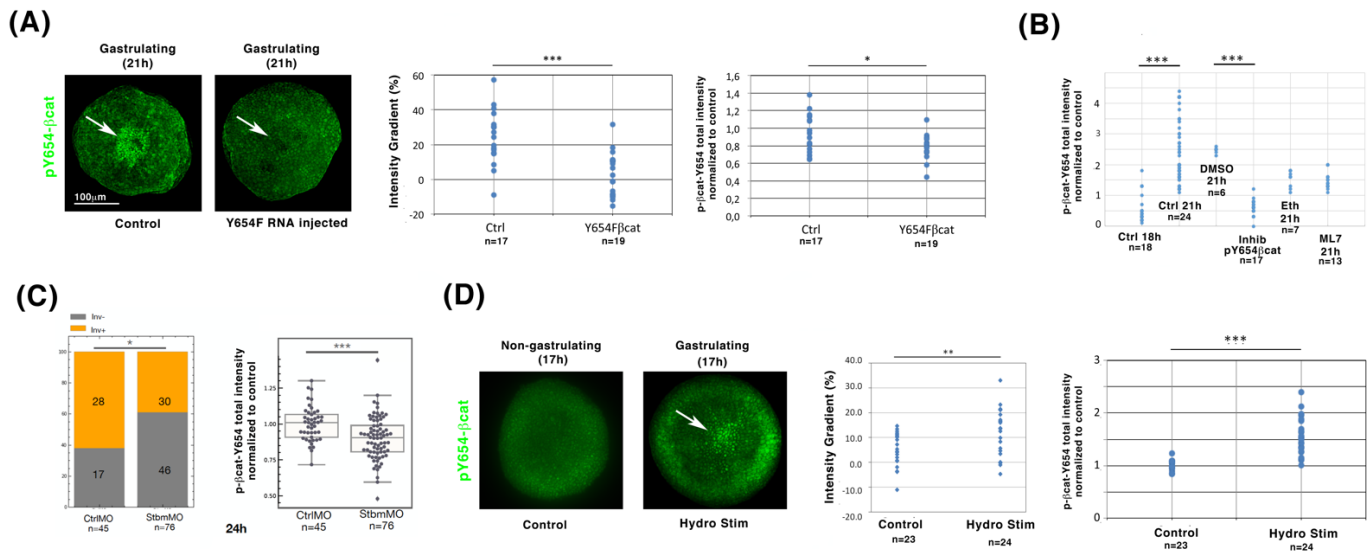 (A)
Gastrulating
(21h)
Gastrulating
(21h)
pY654-βcat
100μm
Control
Y654F RNA injected
***
Intensity Gradient (%)
60
40
20
0
-20
Ctrl
n=17
Y654Fβcat
n=19
*
p-βcat-Y654 total intensity
normalized to control
1,6
1,4
1,2
1,0
0,8
0,6
0,4
0,2
0,0
Ctrl
n=17
Y654Fβcat
n=19
(B)
***
***
p-βcat-Y654 total intensity
normalized to control
4
3
2
1
0
Ctrl 18h
n=18
Ctrl 21h
n=24
DMSO
21h
n=6
Inhib
pY654βcat
n=17
Eth
21h
n=7
ML7
21h
n=13
(C)
Inv-
Inv+
*
100
80
60
40
20
0
28
17
30
46
CtrlMO
n=45
StbmMO
n=76
24h
***
p-βcat-Y654 total intensity
normalized to control
1.25
1.00
0.75
0.50
CtrlMO
n=45
StbmMO
n=76
(D)
Non-gastrulating
(17h)
Gastrulating
(17h)
pY654-βcat
Control
Hydro Stim
**
Intensity Gradient (%)
40.0
30.0
20.0
10.0
0.0
-10.0
20.0
Control
n=23
Hydro Stim
n=24
***
p-βcat-Y654 total intensity
normalized to control
3
2
1
0
Control
n=23
Hydro Stim
n=24